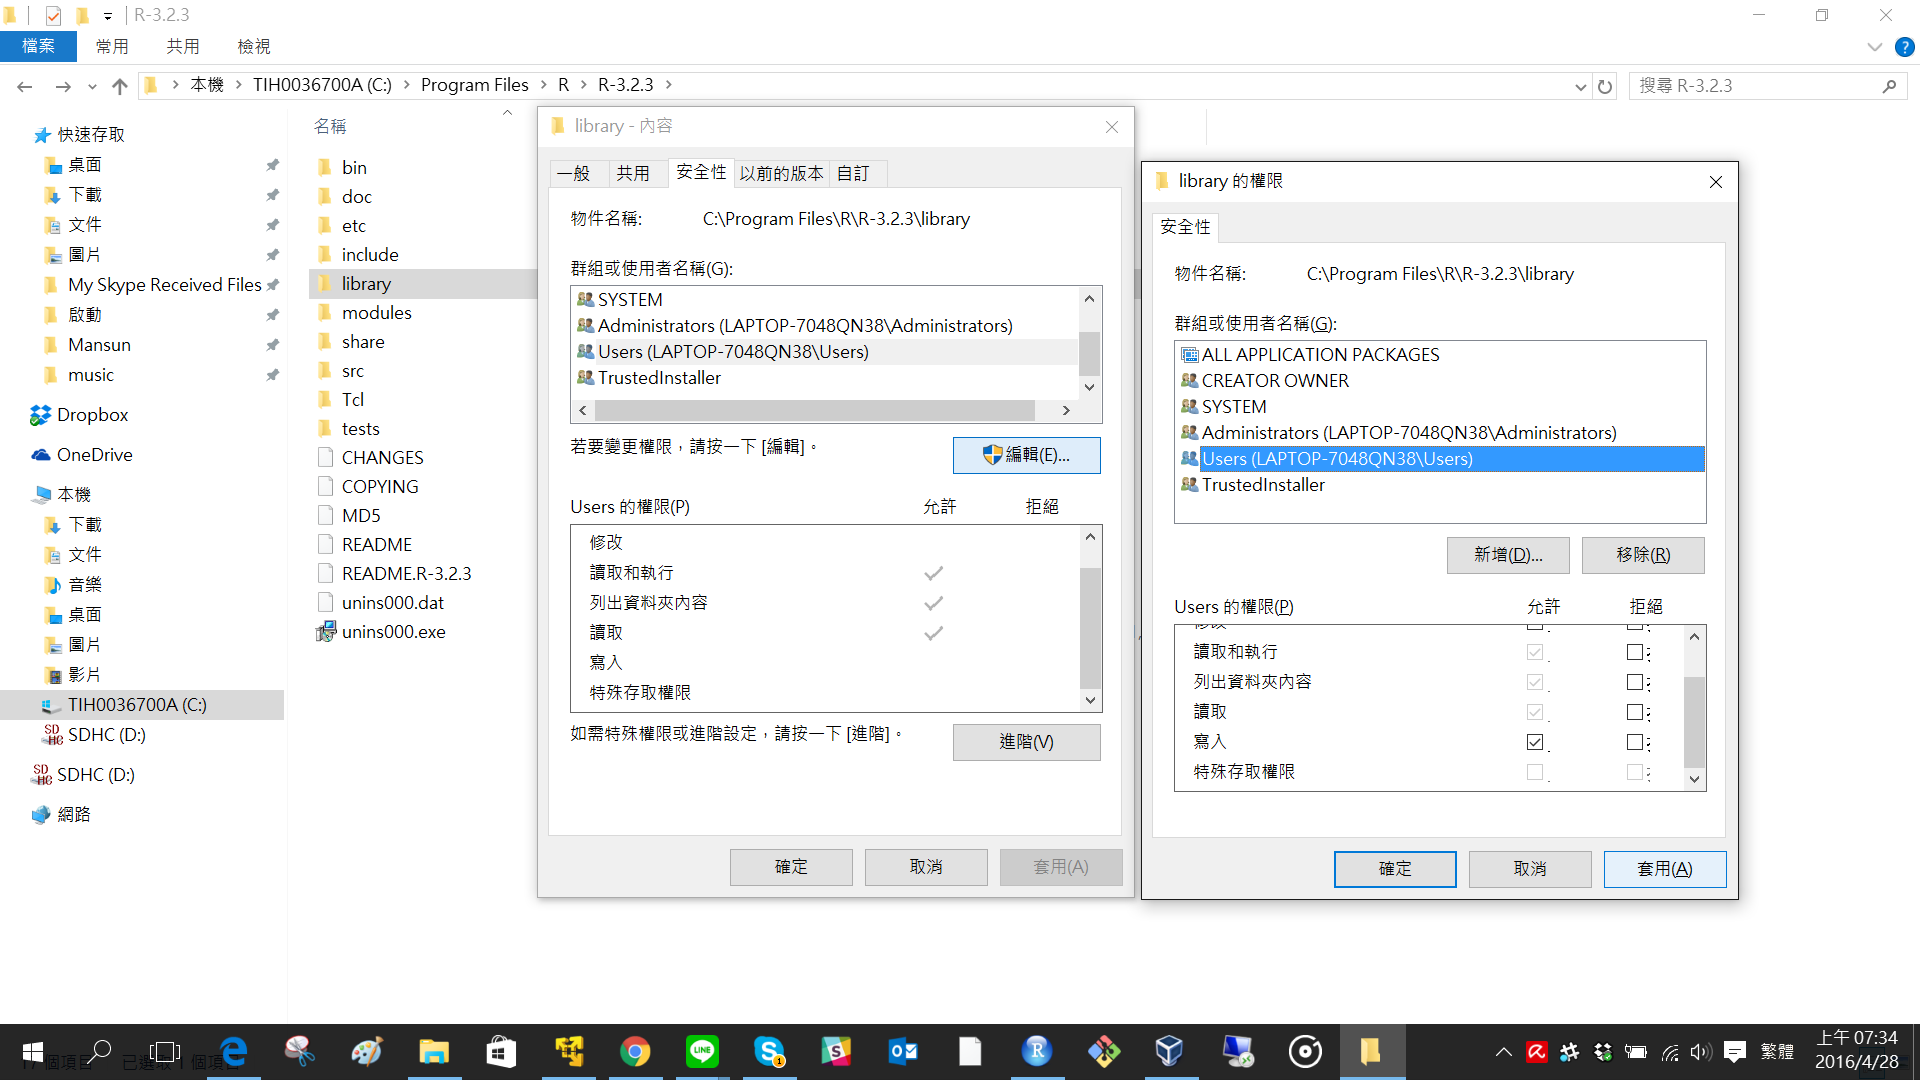 R-3.2.3
檔案 常用 共用 檢視
本機 TIH0036700A (C:) Program Files R R-3.2.3
搜尋 R-3.2.3
快速存取
桌面
下載
文件
圖片
My Skype Received Files
啟動
Mansun
music
Dropbox
OneDrive
本機
下載
文件
音樂
桌面
圖片
影片
TIH0036700A (C:)
SDHC (D:)
SDHC (D:)
網路
名稱
bin
doc
etc
include
library
modules
share
src
Tcl
tests
CHANGES
COPYING
MD5
README
README.R-3.2.3
unins000.dat
unins000.exe
library - 內容
一般 共用 安全性 以前的版本 自訂
物件名稱: C:\Program Files\R\R-3.2.3\library
群組或使用者名稱(G):
SYSTEM
Administrators (LAPTOP-7048QN38\Administrators)
Users (LAPTOP-7048QN38\Users)
TrustedInstaller
若要變更權限，請按一下 [編輯]。
編輯(E)...
Users 的權限(P) 允許 拒絕
修改
讀取和執行
列出資料夾內容
讀取
寫入
特殊存取權限
如需特殊權限或進階設定，請按一下 [進階]。
進階(V)
確定 取消 套用(A)
library 的權限
安全性
物件名稱: C:\Program Files\R\R-3.2.3\library
群組或使用者名稱(G):
ALL APPLICATION PACKAGES
CREATOR OWNER
SYSTEM
Administrators (LAPTOP-7048QN38\Administrators)
Users (LAPTOP-7048QN38\Users)
TrustedInstaller
新增(D)... 移除(R)
Users 的權限(P) 允許 拒絕
修改
讀取和執行
列出資料夾內容
讀取
寫入
特殊存取權限
確定 取消 套用(A)
17 個項目 已選取 1 個項目
LINE
繁體
上午 07:34
2016/4/28